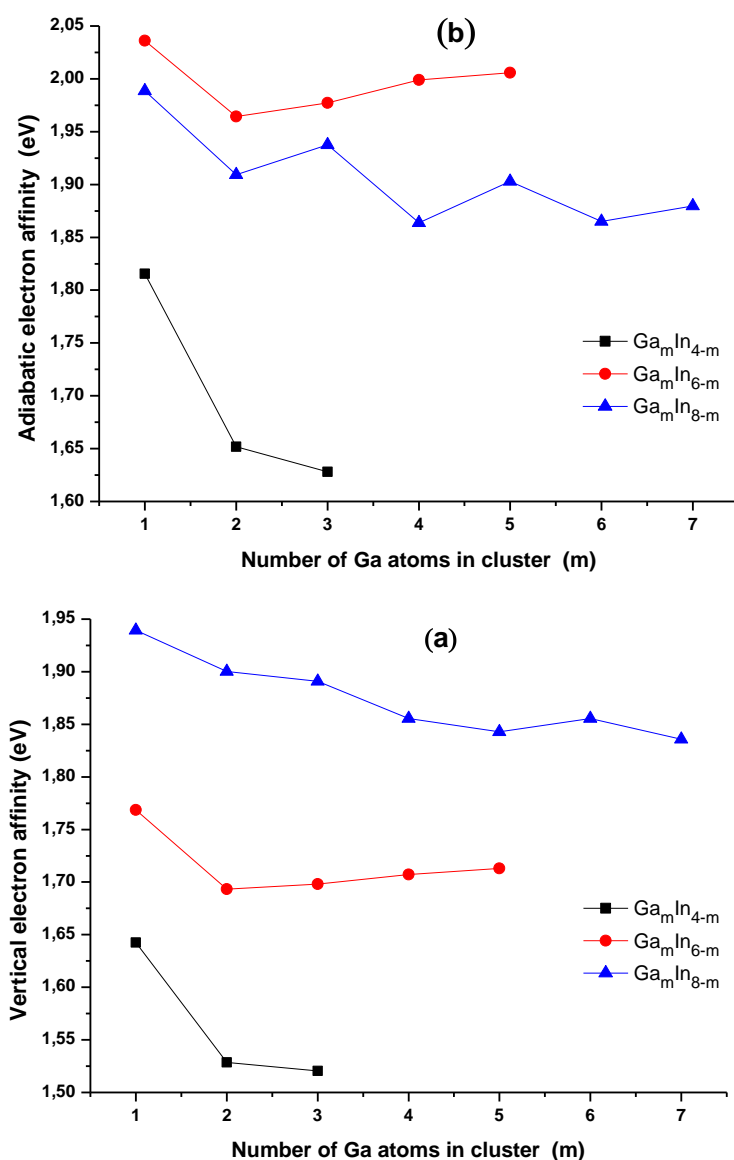 (b)
Adiabatic electron affinity (eV)
2,05
2,00
1,95
1,90
1,85
1,80
1,75
1,70
1,65
1,60
GamIn4-m
GamIn6-m
GamIn8-m
1 2 3 4 5 6 7
Number of Ga atoms in cluster (m)
(a)
Vertical electron affinity (eV)
1,95
1,90
1,85
1,80
1,75
1,70
1,65
1,60
1,55
1,50
GamIn4-m
GamIn6-m
GamIn8-m
1 2 3 4 5 6 7
Number of Ga atoms in cluster (m)